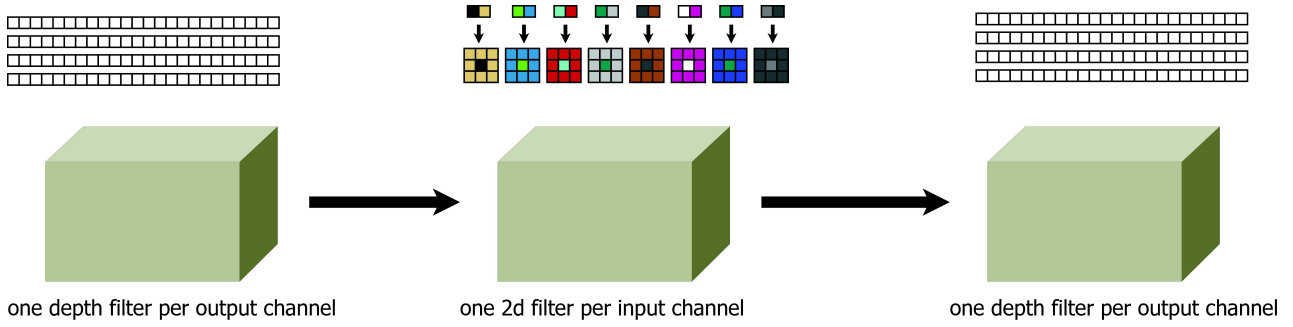 one depth filter per output channel
one 2d filter per input channel
one depth filter per output channel